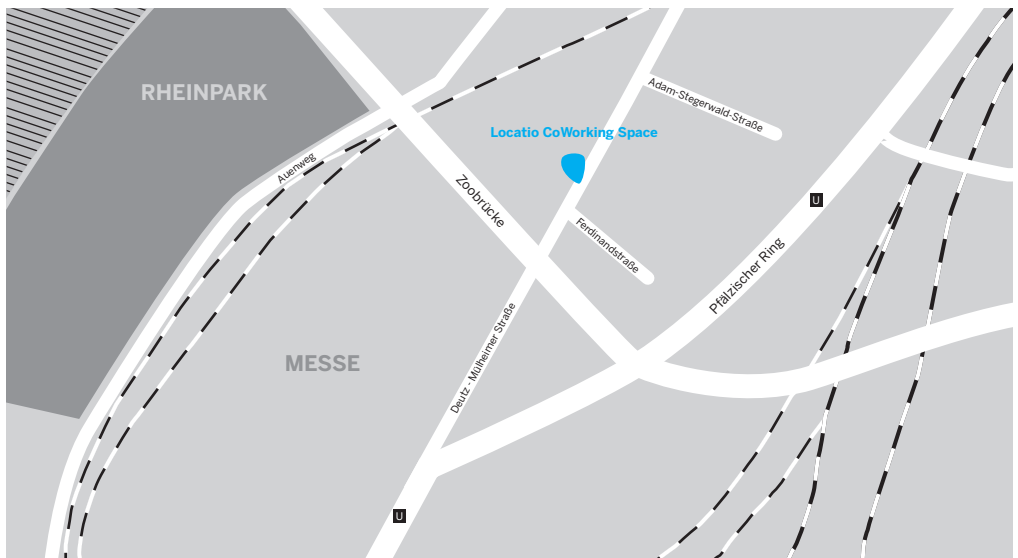 RHEINPARK
Adam-Stegerwald-Straße
Locatio CoWorking Space
Auenweg
Zoobrücke
U
Ferdinandstraße
Pfälzischer Ring
Deutz - Mülheimer Straße
MESSE
U